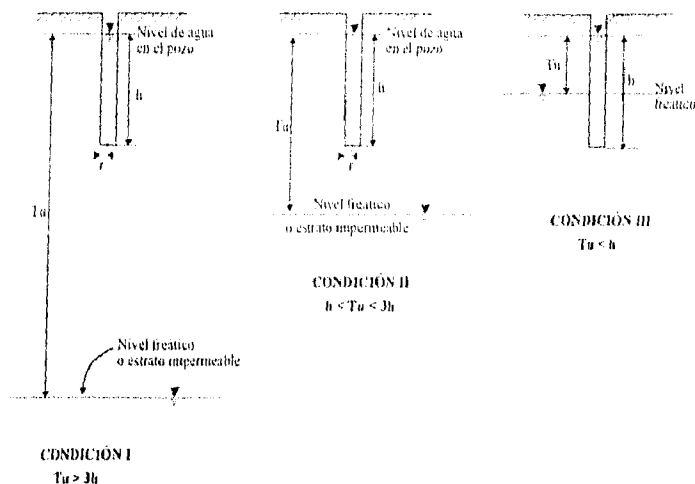 Nivel de agua
en el pozo
h
r
Tu
Nivel freático
o estrato impermeable
CONDICIÓN I
Tu > 3h
Nivel de agua
en el pozo
h
Tu
r
Nivel freático
o estrato impermeable
CONDICIÓN II
h < Tu < 3h
Tu
h
Nivel
freático
CONDICIÓN III
Tu < h